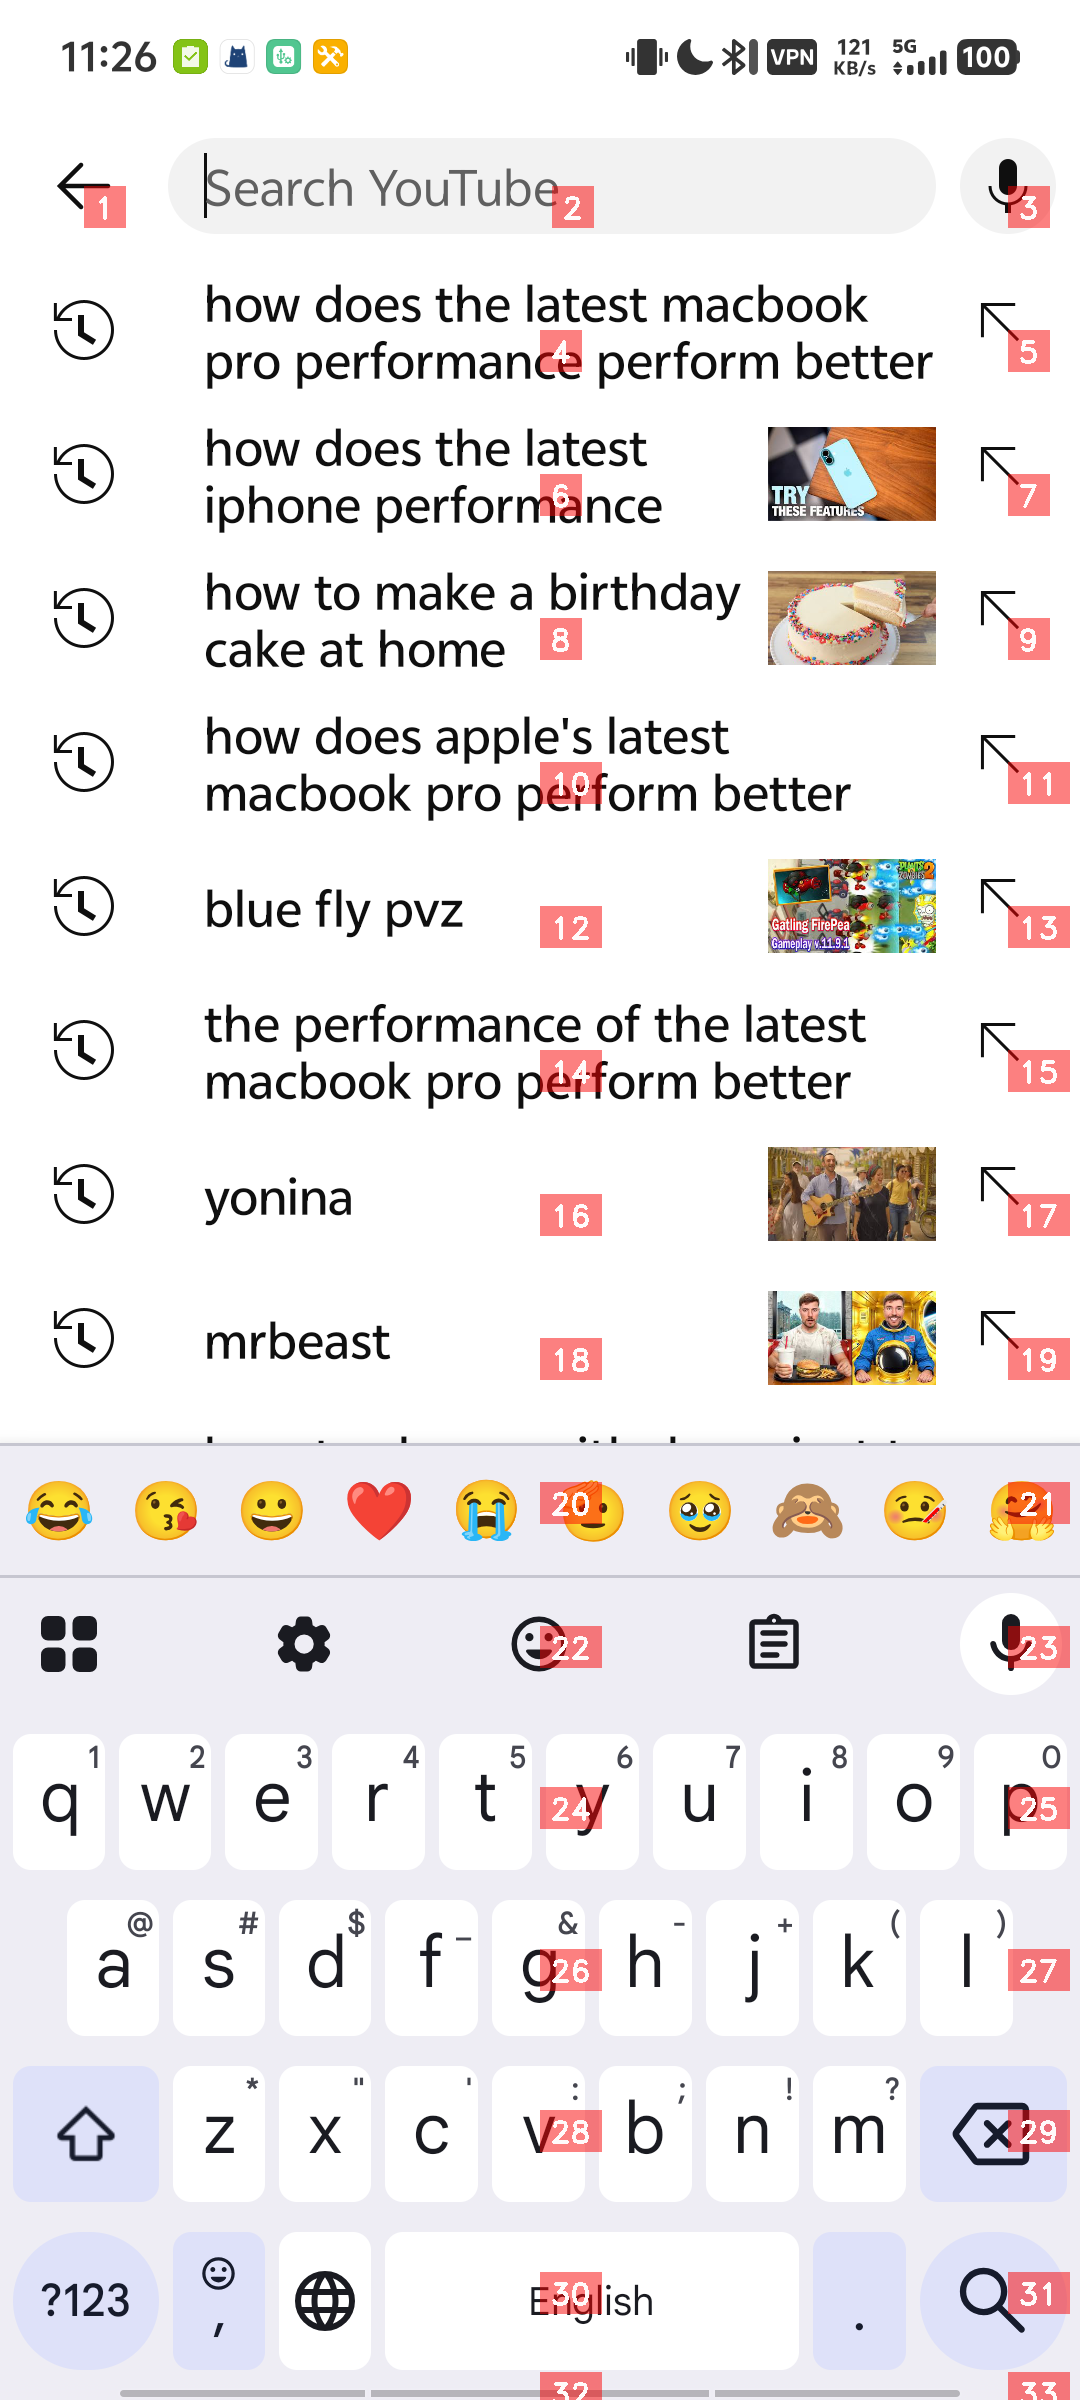 11:26 VPN 121 KB/s 5G 100
Search YouTube
1 2 3
how does the latest macbook
pro performance perform better
4 5
how does the latest
iphone performance
6 7
TRY
THESE FEATURES
how to make a birthday
cake at home
8 9
how does apple's latest
macbook pro perform better
10 11
blue fly pvz
12 13
PLANTS
ZOMBIES 2
Gatling FirePea
Gameplay v.11.9.1
the performance of the latest
macbook pro perform better
14 15
yonina
16 17
mrbeast
18 19
20 21
22 23
1 2 3 4 5 6 7 8 9 0
q w e r t y u i o p
24 25
@ # $ _ & - + ( )
a s d f g h j k l
26 27
* " ' : ; ! ?
z x c v b n m
28 29
?123 , English .
30 31
32 33